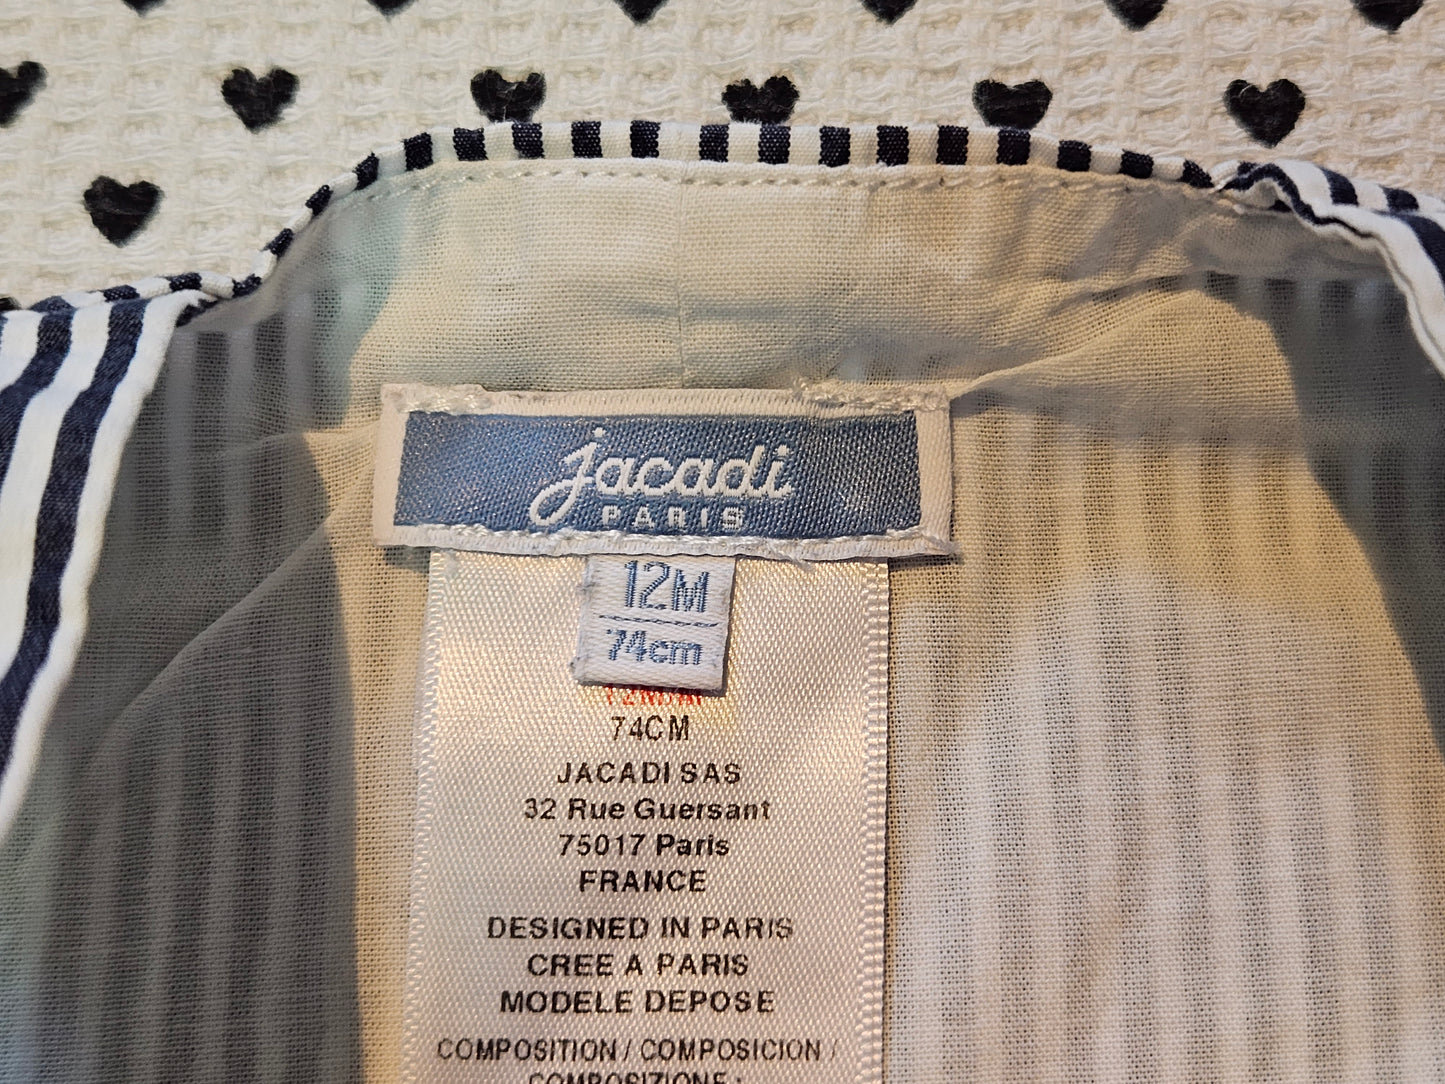 jacadi
PARIS
12M
74cm
74CM
JACADI SAS
32 Rue Guersant
75017 Paris
FRANCE
DESIGNED IN PARIS
CREE A PARIS
MODELE DEPOSE
COMPOSITION / COMPOSICION /
COMPOSIZIONE :